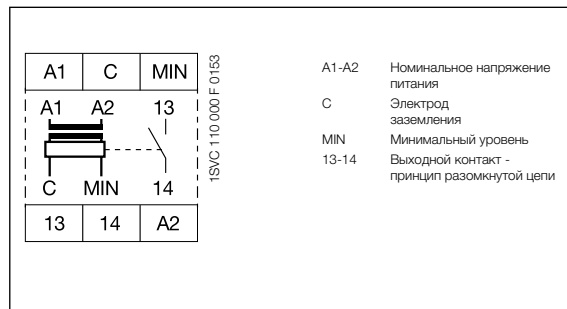 A1 C MIN
A1 A2 13
C MIN 14
13 14 A2
1SVC 110 000 F 0153
A1-A2 Номинальное напряжение
питания
C Электрод
заземления
MIN Минимальный уровень
13-14 Выходной контакт -
принцип разомкнутой цепи